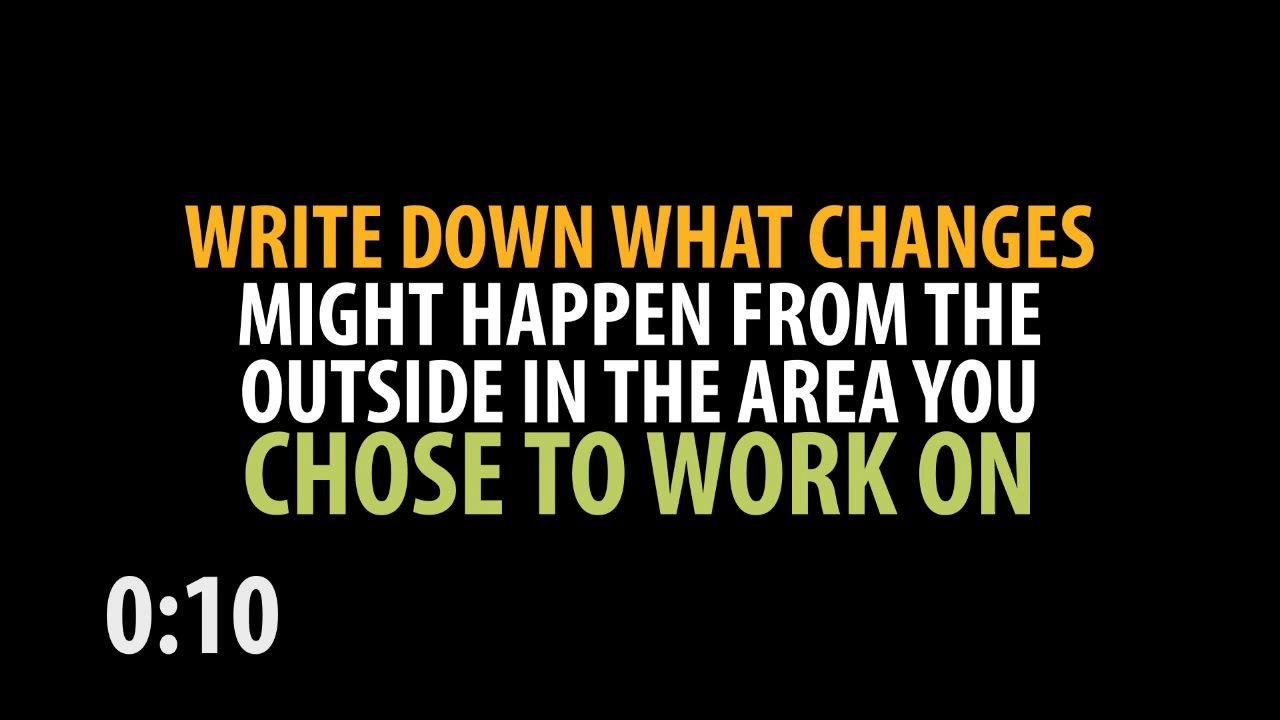 WRITE DOWN WHAT CHANGES
MIGHT HAPPEN FROM THE
OUTSIDE IN THE AREA YOU
CHOSE TO WORK ON
0:10